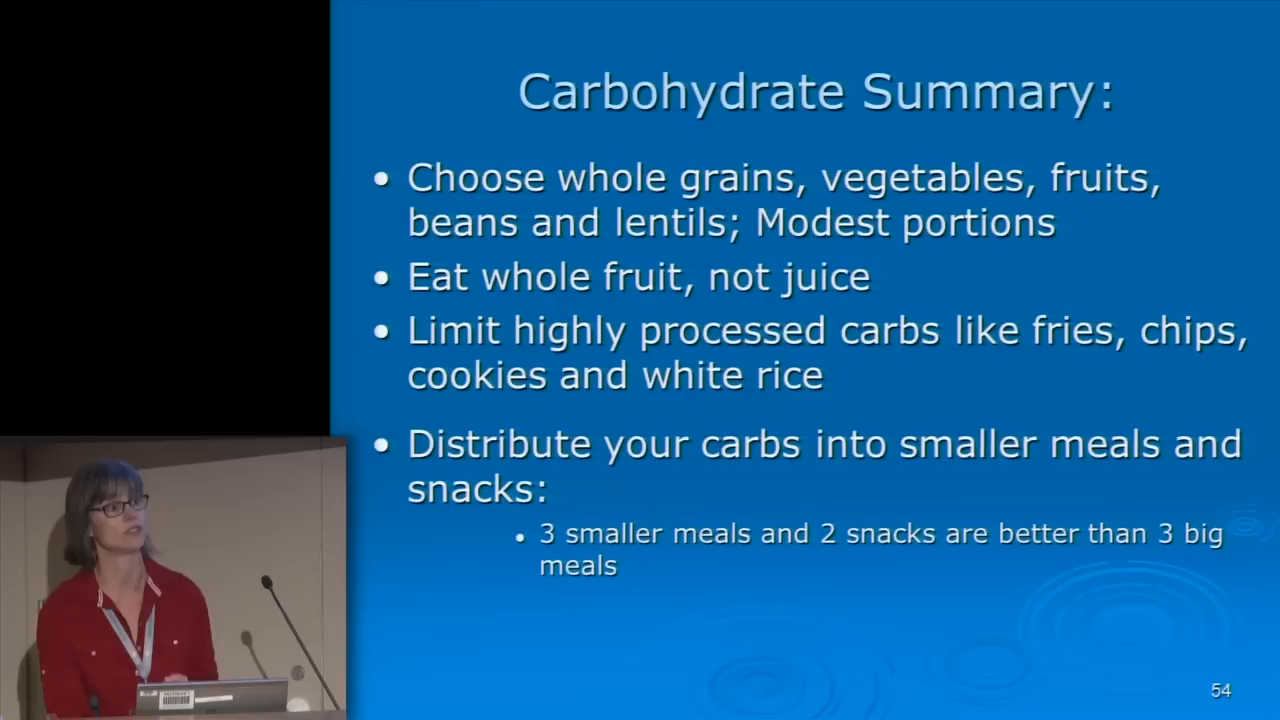 Carbohydrate Summary:
• Choose whole grains, vegetables, fruits,
beans and lentils; Modest portions
• Eat whole fruit, not juice
• Limit highly processed carbs like fries, chips,
cookies and white rice
• Distribute your carbs into smaller meals and
snacks:
• 3 smaller meals and 2 snacks are better than 3 big
meals
54